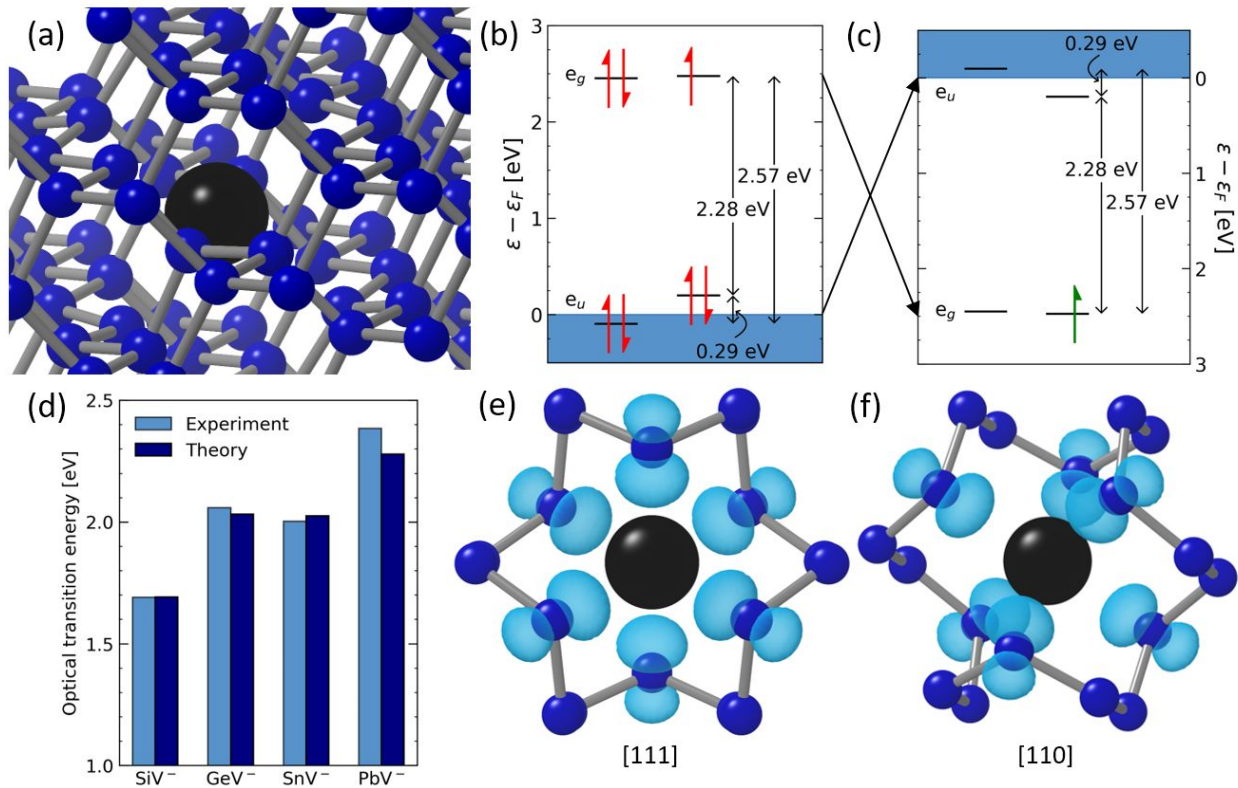 (a)
(b)
3
2
1
0
ε − ε_F [eV]
e_g
e_u
2.57 eV
2.28 eV
0.29 eV
(c)
0.29 eV
e_u
2.28 eV
2.57 eV
e_g
0
1
2
3
ε − ε_F [eV]
(d)
2.5
2.0
1.5
1.0
Optical transition energy [eV]
Experiment
Theory
SiV⁻
GeV⁻
SnV⁻
PbV⁻
(e)
[111]
(f)
[110]